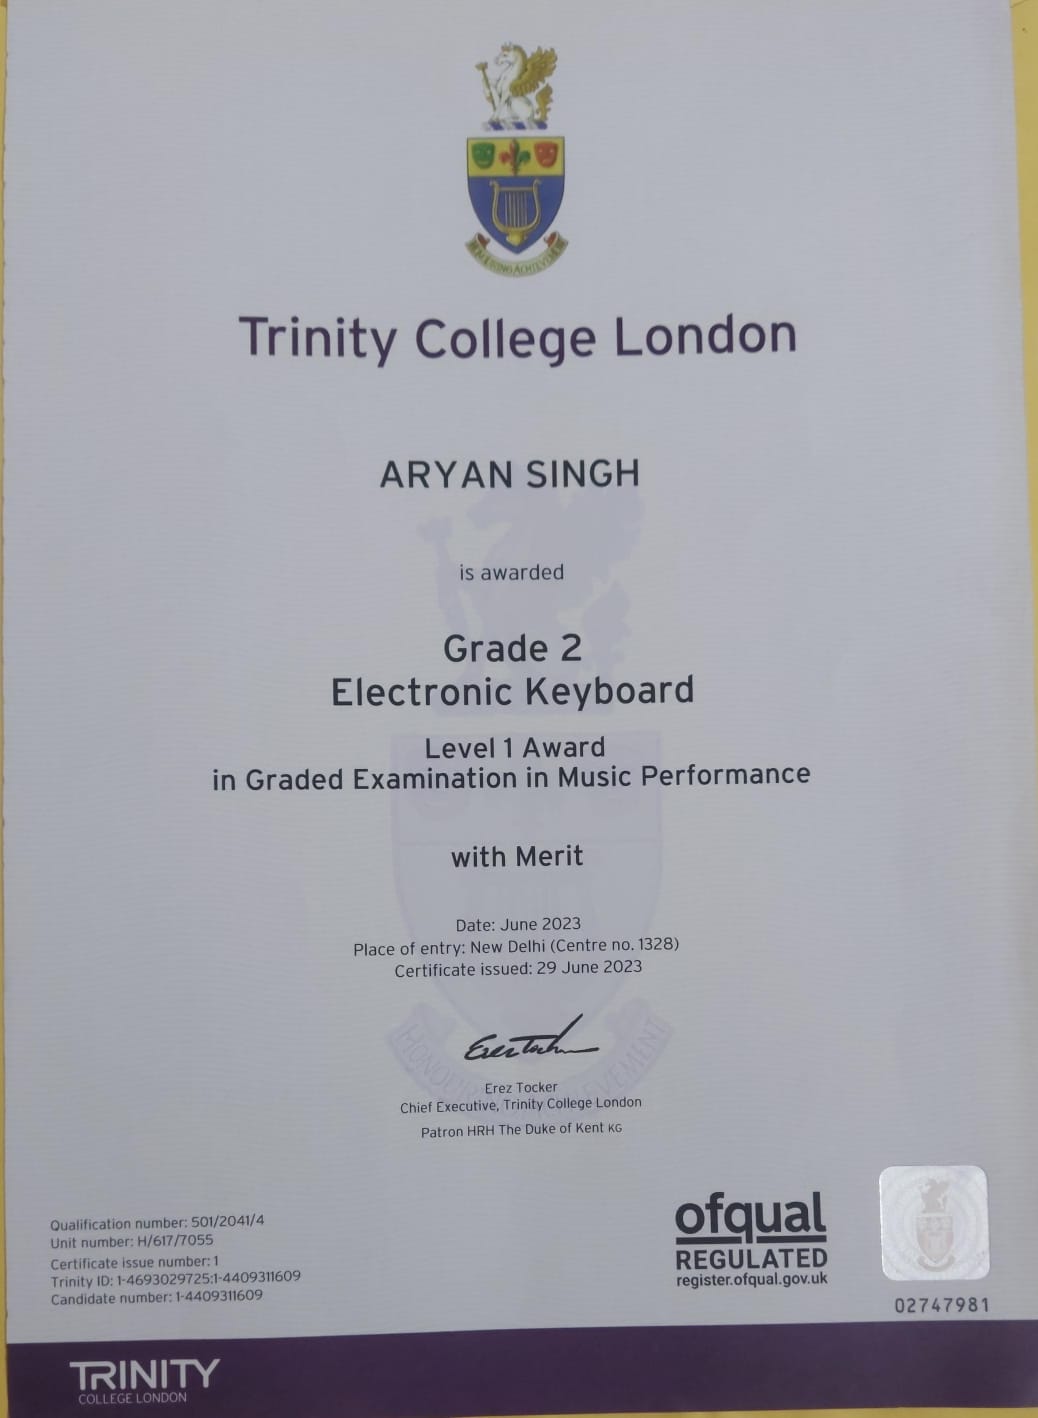 Trinity College London
ARYAN SINGH
is awarded
Grade 2
Electronic Keyboard
Level 1 Award
in Graded Examination in Music Performance
with Merit
Date: June 2023
Place of entry: New Delhi (Centre no. 1328)
Certificate issued: 29 June 2023
Erez Tocker
Chief Executive, Trinity College London
Patron HRH The Duke of Kent KG
Qualification number: 501/2041/4
Unit number: H/617/7055
Certificate issue number: 1
Trinity ID: 1-4693029725:1-4409311609
Candidate number: 1-4409311609
ofqual
REGULATED
register.ofqual.gov.uk
02747981
TRINITY
COLLEGE LONDON